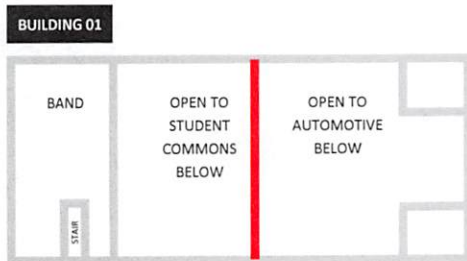 BUILDING 01
BAND
OPEN TO
STUDENT
COMMONS
BELOW
OPEN TO
AUTOMOTIVE
BELOW
STAIR